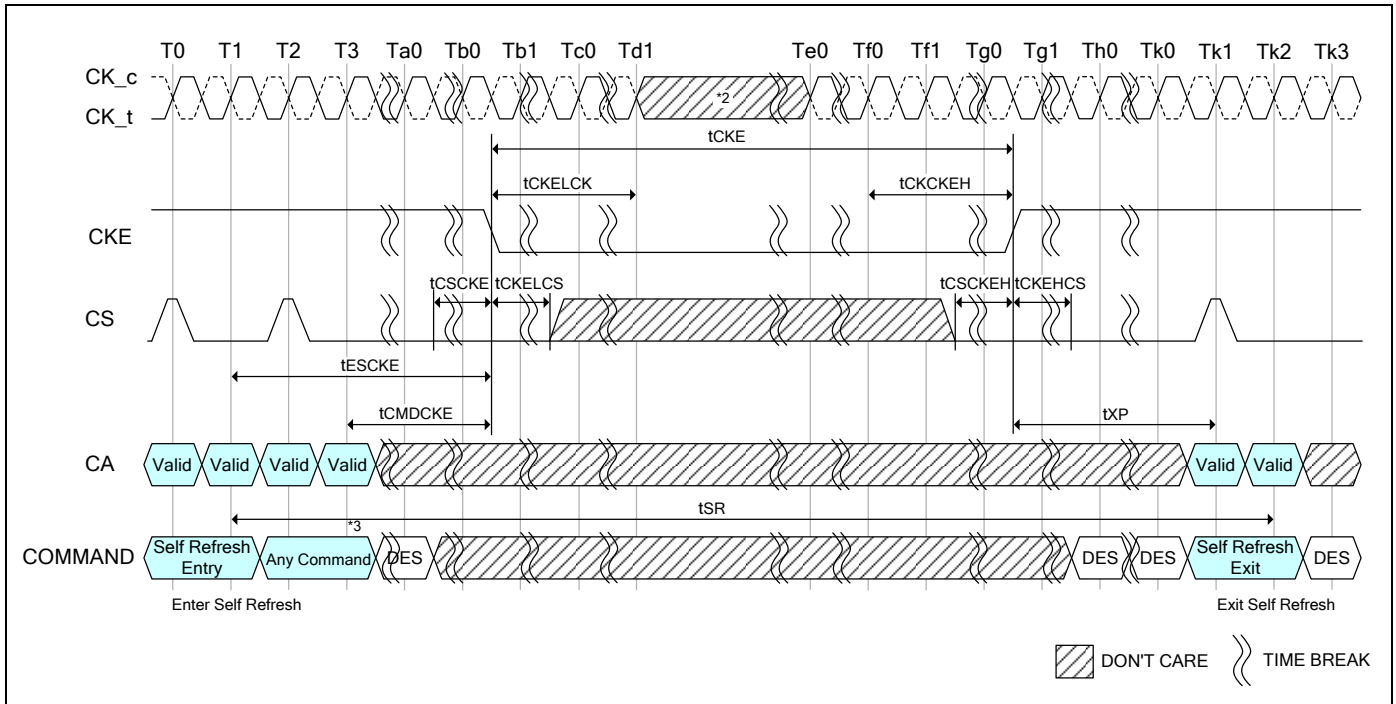 T0 T1 T2 T3 Ta0 Tb0 Tb1 Tc0 Td1 Te0 Tf0 Tf1 Tg0 Tg1 Th0 Tk0 Tk1 Tk2 Tk3
CK_c
CK_t
*2
tCKE
tCKELCK tCKCKEH
CKE
tCSCKE tCKELCS tCSCKEH tCKEHCS
CS
tESCKE
tCMDCKE tXP
CA Valid Valid Valid Valid Valid Valid
tSR
*3
COMMAND Self Refresh Entry Any Command DES DES DES Self Refresh Exit DES
Enter Self Refresh Exit Self Refresh
DON'T CARE TIME BREAK